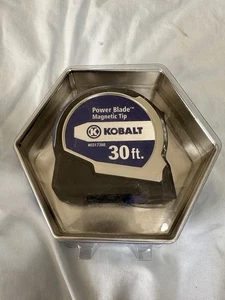 Power Blade™
Magnetic Tip
K KOBALT
30 ft.